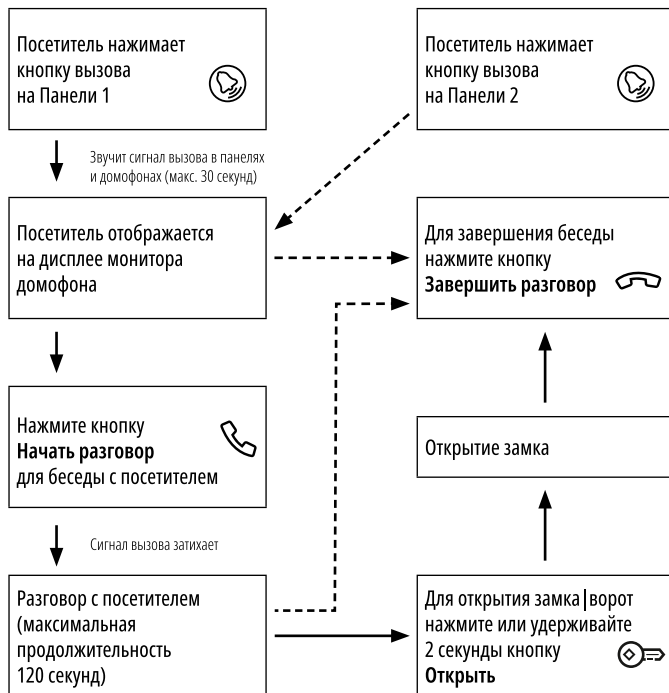 Посетитель нажимает
кнопку вызова
на Панели 1
Посетитель нажимает
кнопку вызова
на Панели 2
Звучит сигнал вызова в панелях
и домофонах (макс. 30 секунд)
Посетитель отображается
на дисплее монитора
домофона
Для завершения беседы
нажмите кнопку
Завершить разговор
Нажмите кнопку
Начать разговор
для беседы с посетителем
Открытие замка
Сигнал вызова затихает
Разговор с посетителем
(максимальная
продолжительность
120 секунд)
Для открытия замка|ворот
нажмите или удерживайте
2 секунды кнопку
Открыть